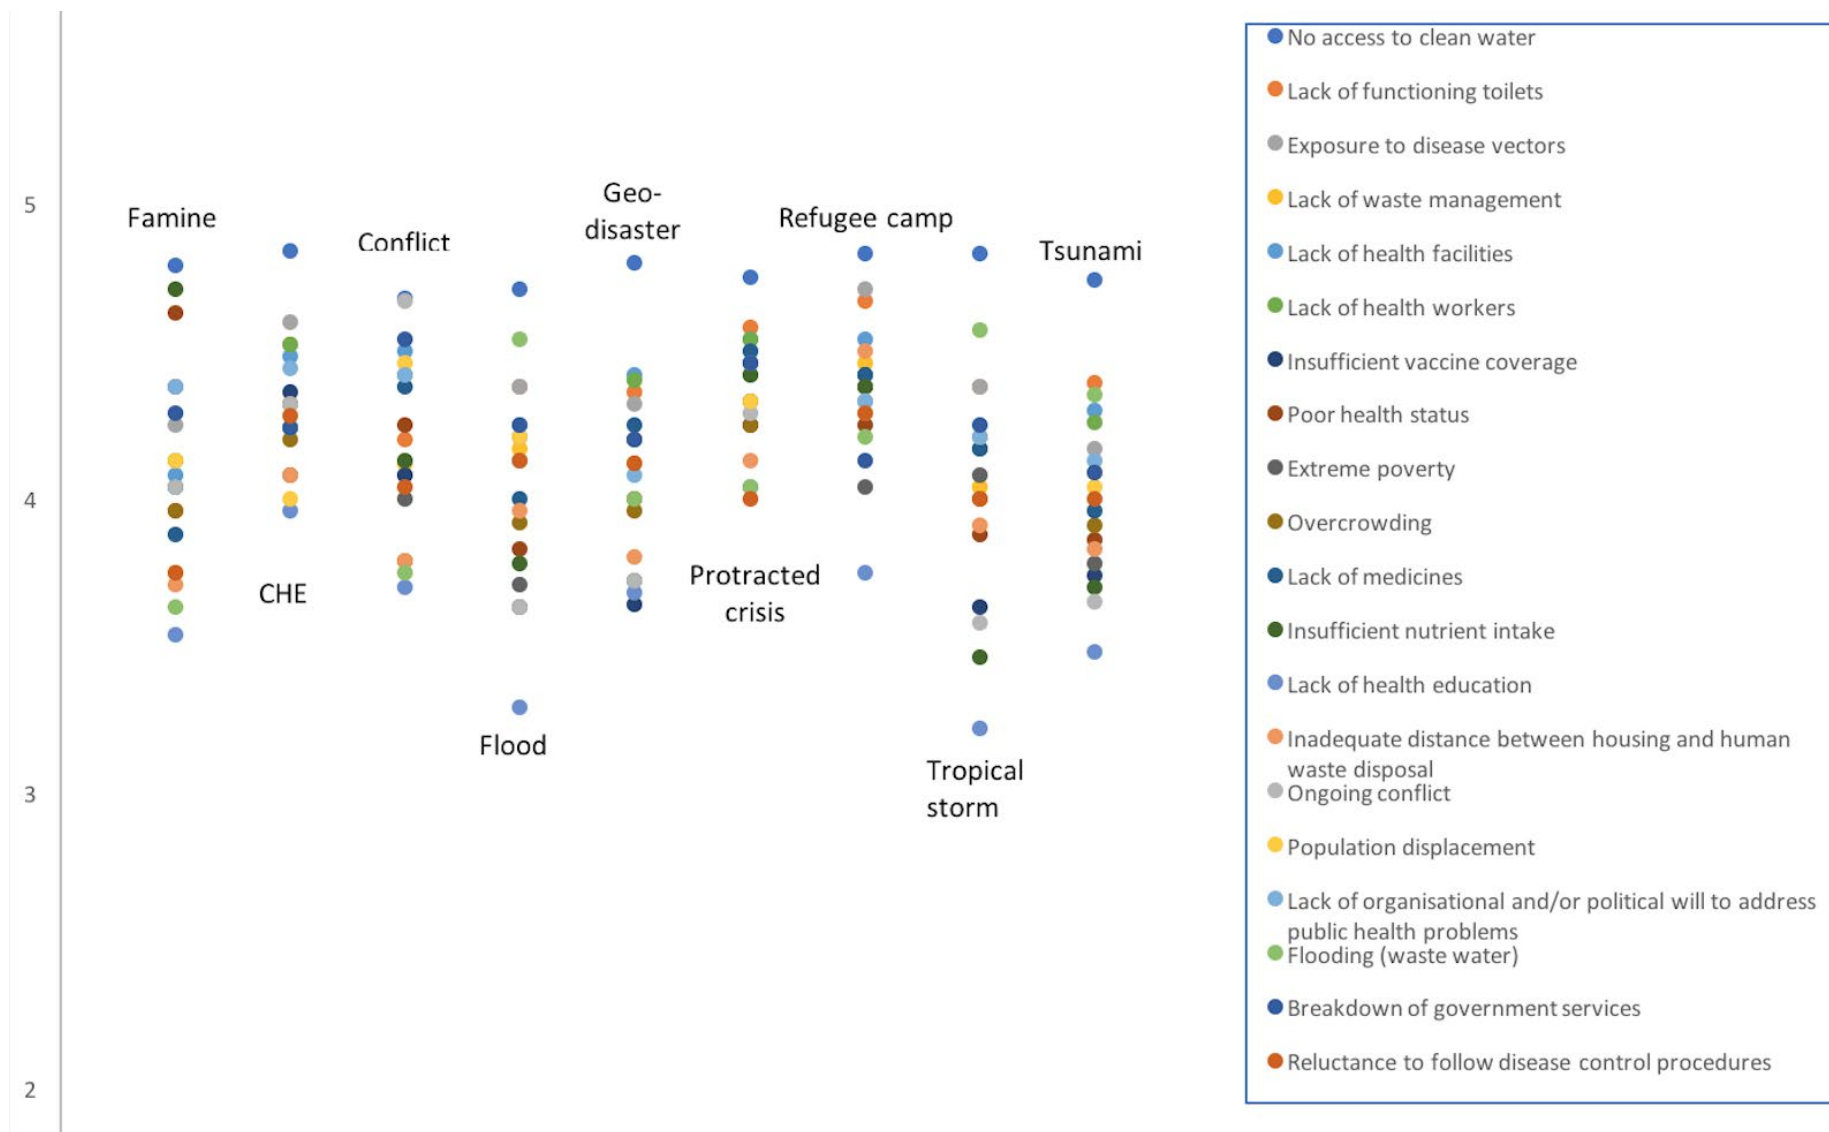 5
4
3
2
Famine
CHE
Conflict
Flood
Geo-
disaster
Protracted
crisis
Refugee camp
Tropical
storm
Tsunami
No access to clean water
Lack of functioning toilets
Exposure to disease vectors
Lack of waste management
Lack of health facilities
Lack of health workers
Insufficient vaccine coverage
Poor health status
Extreme poverty
Overcrowding
Lack of medicines
Insufficient nutrient intake
Lack of health education
Inadequate distance between housing and human
waste disposal
Ongoing conflict
Population displacement
Lack of organisational and/or political will to address
public health problems
Flooding (waste water)
Breakdown of government services
Reluctance to follow disease control procedures